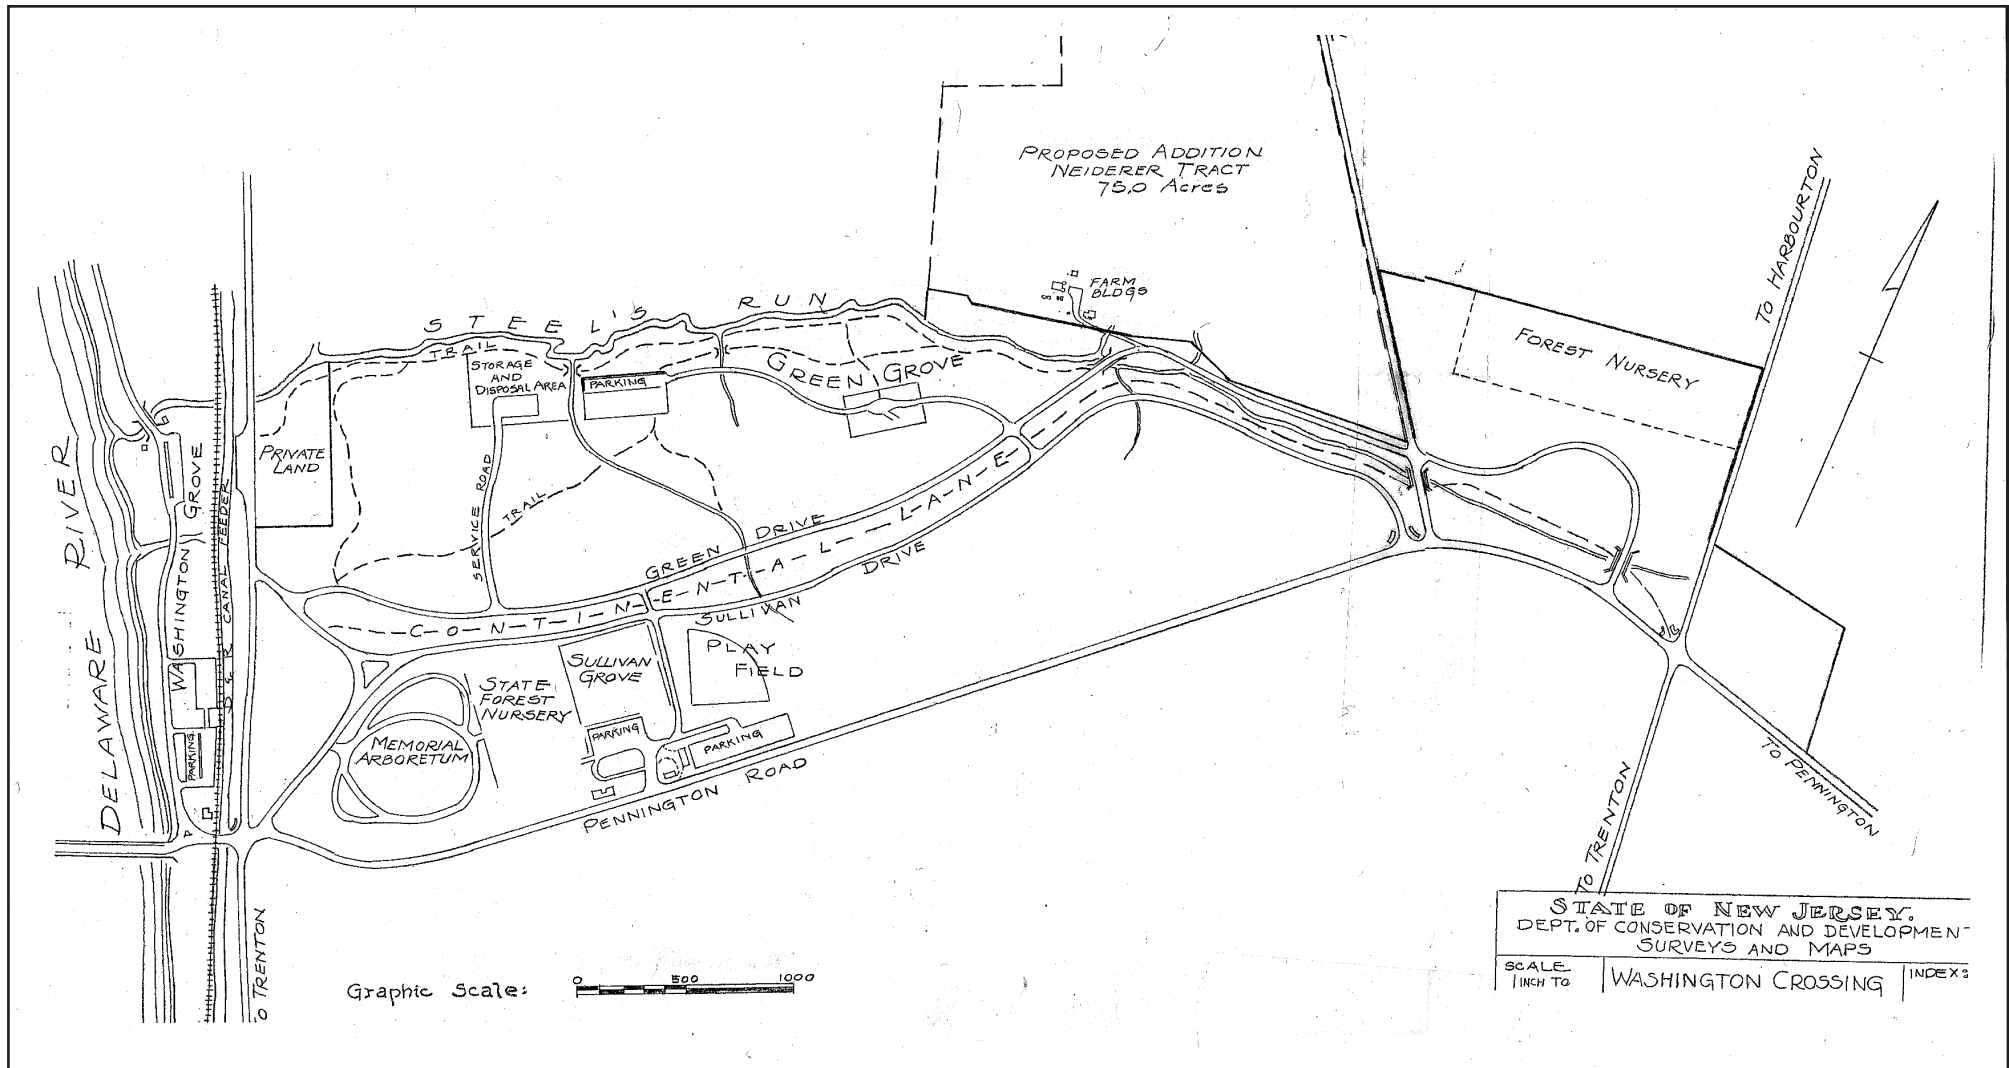 PROPOSED ADDITION
NEIDERER TRACT
75.0 Acres
TO HARBOURTON
FARM
BLDGS
STEEL'S RUN
FOREST NURSERY
TRAIL
STORAGE
AND
DISPOSAL AREA
PARKING
GREEN GROVE
PRIVATE
LAND
DELAWARE RIVER
WASHINGTON GROVE
D & R CANAL FEEDER
SERVICE ROAD
TRAIL
GREEN DRIVE
C-O-N-T-I-N-E-N-T-A-L-L-A-N-E
SULLIVAN DRIVE
SULLIVAN
GROVE
PLAY
FIELD
STATE
FOREST
NURSERY
MEMORIAL
ARBORETUM
PARKING
PARKING
PARKING
PENNINGTON ROAD
TO PENNINGTON
TO TRENTON
O TRENTON
Graphic Scale:
0 500 1000
STATE OF NEW JERSEY.
DEPT. OF CONSERVATION AND DEVELOPMEN
SURVEYS AND MAPS
SCALE
1 INCH TO
WASHINGTON CROSSING
INDEX: